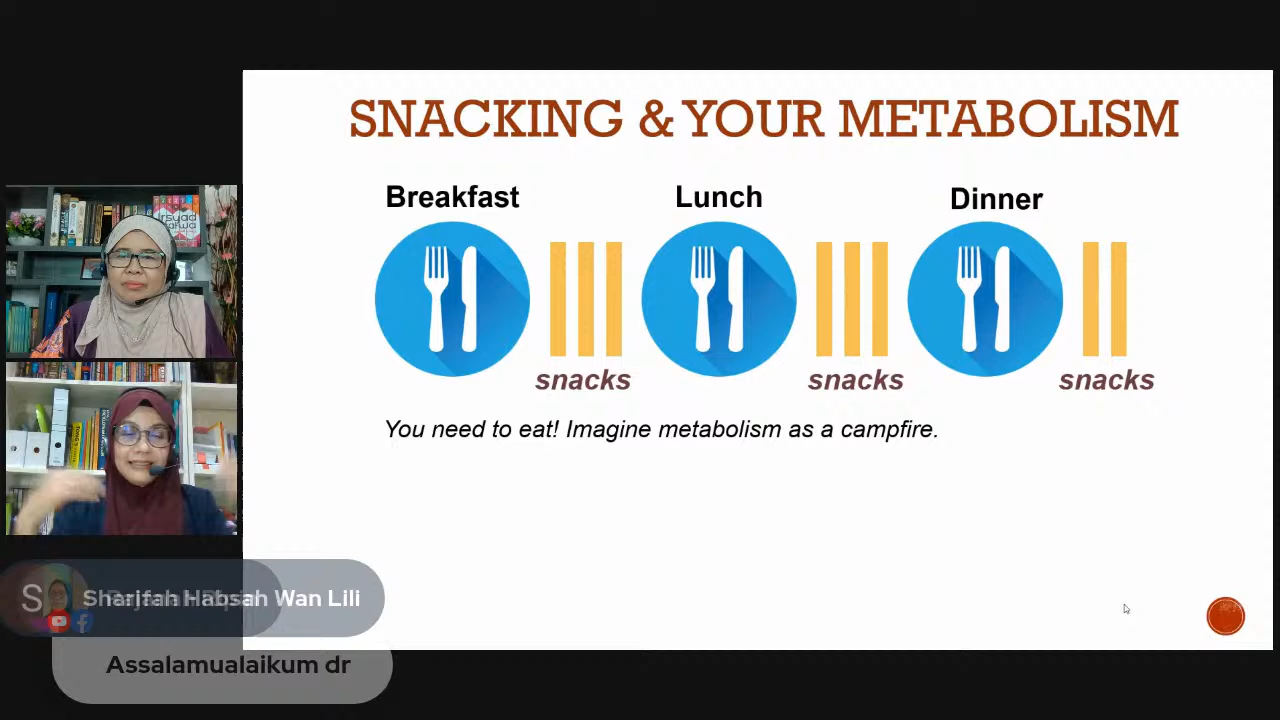 SNACKING & YOUR METABOLISM
Breakfast
Lunch
Dinner
snacks
snacks
snacks
You need to eat! Imagine metabolism as a campfire.
S
Sharifah Habsah Wan Lili
Assalamualaikum dr